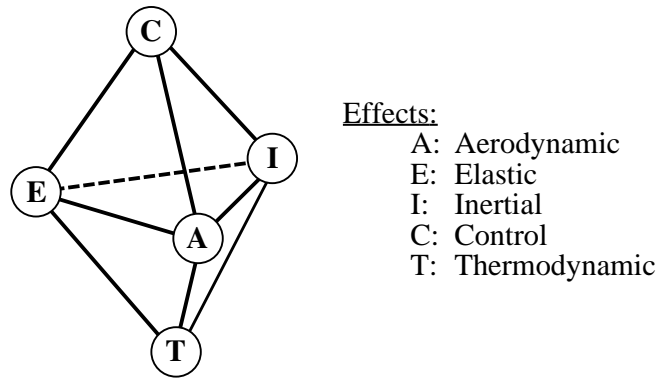 C
Effects:
I
A: Aerodynamic
E
E: Elastic
I: Inertial
A
C: Control
T: Thermodynamic
T